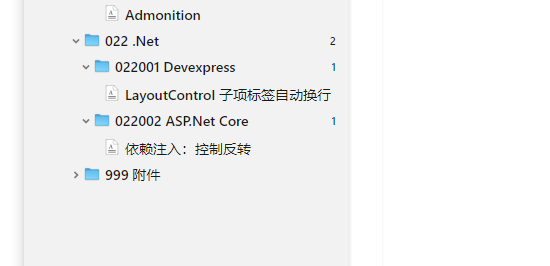 Admonition
022 .Net 2
022001 Devexpress 1
LayoutControl 子项标签自动换行
022002 ASP.Net Core 1
依赖注入：控制反转
999 附件